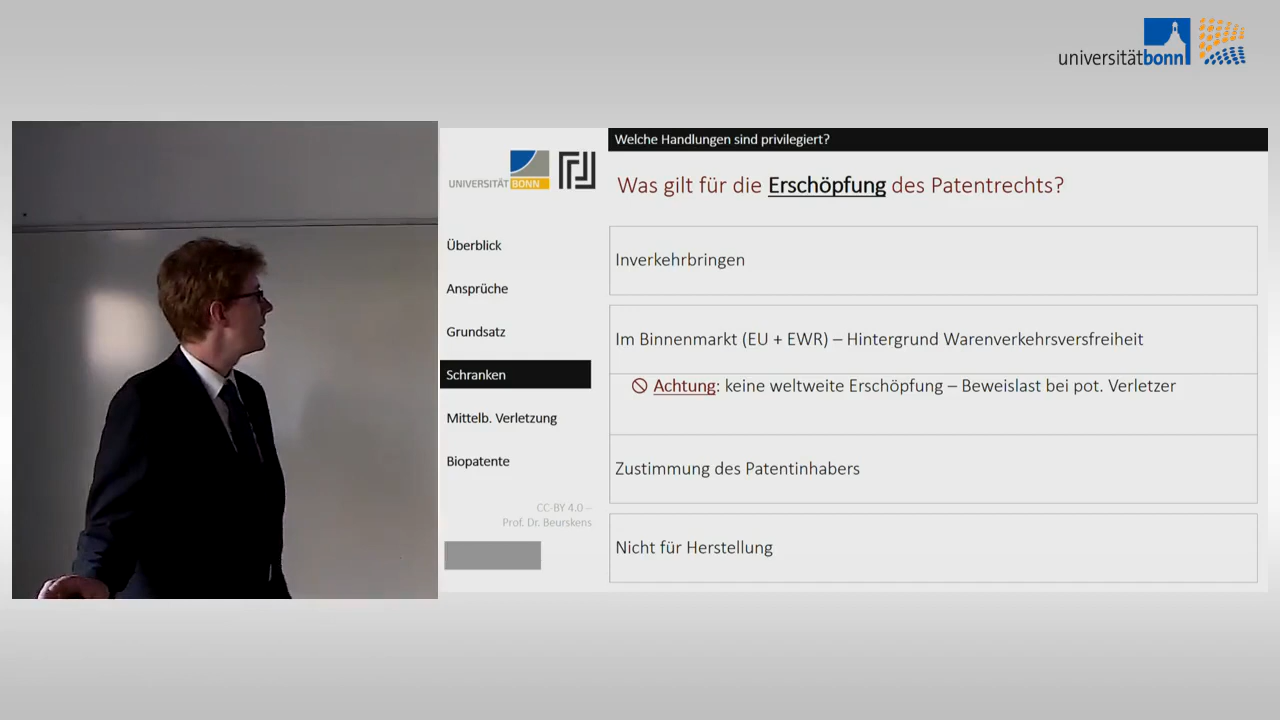 universitätbonn
Welche Handlungen sind privilegiert?
UNIVERSITÄT BONN
Was gilt für die Erschöpfung des Patentrechts?
Überblick
Ansprüche
Grundsatz
Schranken
Mittelb. Verletzung
Biopatente
CC-BY 4.0 –
Prof. Dr. Beurskens
Inverkehrbringen
Im Binnenmarkt (EU + EWR) – Hintergrund Warenverkehrsversfreiheit
Achtung: keine weltweite Erschöpfung – Beweislast bei pot. Verletzer
Zustimmung des Patentinhabers
Nicht für Herstellung